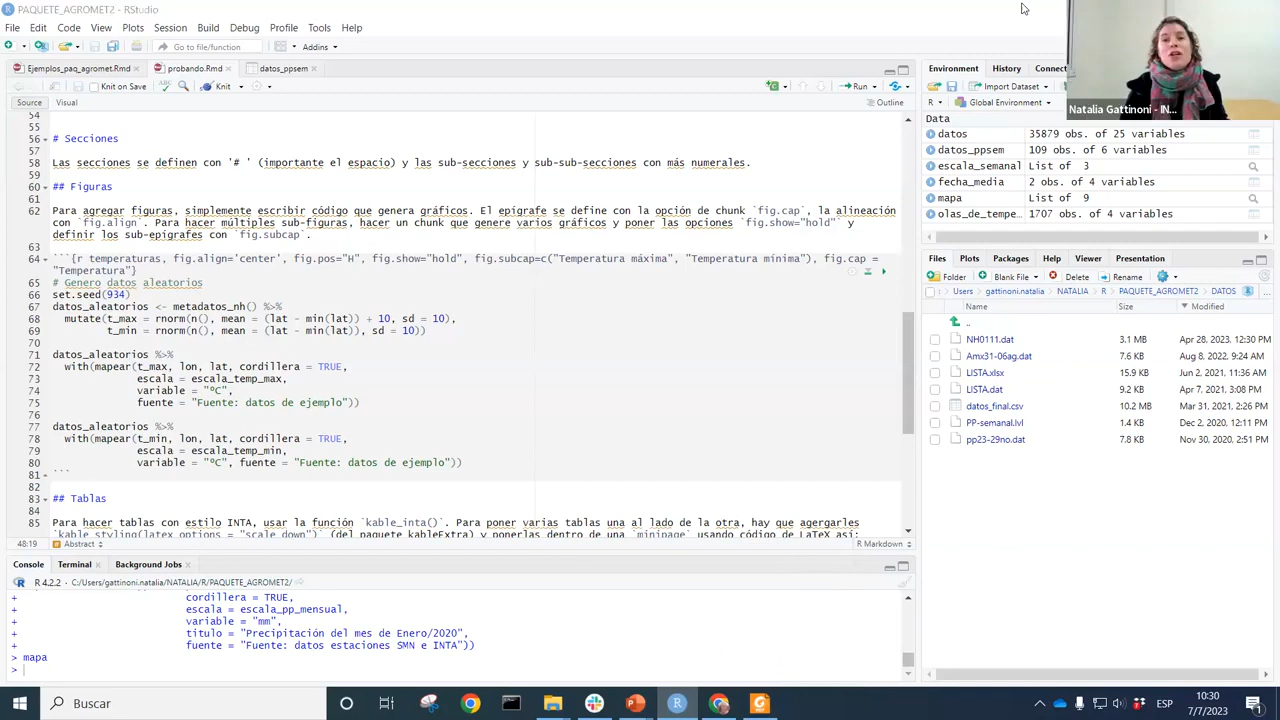 PAQUETE_AGROMET2 - RStudio
File Edit Code View Plots Session Build Debug Profile Tools Help
Go to file/function Addins
Ejemplos_paq_agromet.Rmd probando.Rmd datos_ppsem
Knit on Save Knit Run
Source Visual Outline
54
55
56 # Secciones
57
58 Las secciones se definen con '# ' (importante el espacio) y las sub-secciones y sub-sub-secciones con más numerales.
59
60 ## Figuras
61
62 Para agregar figuras, simplemente escribir código que genera gráficos. El epígrafe se define con la opción de chunk `fig.cap`, la alineación
con `fig.align`. Para hacer múltiples sub-figuras, hacer un chunk que genere varios gráficos y poner las opciones `fig.show="hold"` y
definir los sub-epígrafes con `fig.subcap`.
63
64 ```{r temperaturas, fig.align='center', fig.pos="H", fig.show="hold", fig.subcap=c("Temperatura máxima", "Temperatura mínima"), fig.cap =
"Temperatura"}
65 # Genero datos aleatorios
66 set.seed(934)
67 datos_aleatorios <- metadatos_nh() %>%
68 mutate(t_max = rnorm(n(), mean = (lat - min(lat)) + 10, sd = 10),
69 t_min = rnorm(n(), mean = (lat - min(lat)), sd = 10))
70
71 datos_aleatorios %>%
72 with(mapear(t_max, lon, lat, cordillera = TRUE,
73 escala = escala_temp_max,
74 variable = "ºC",
75 fuente = "Fuente: datos de ejemplo"))
76
77 datos_aleatorios %>%
78 with(mapear(t_min, lon, lat, cordillera = TRUE,
79 escala = escala_temp_min,
80 variable = "ºC", fuente = "Fuente: datos de ejemplo"))
81 ```
82
83 ## Tablas
84
85 Para hacer tablas con estilo INTA, usar la función `kable_inta()`. Para poner varias tablas una al lado de la otra, hay que agergarles
`kable_styling(latex_options = "scale_down")` (del paquete kableExtra) y ponerlas dentro de una `minipage` usando código de LaTeX así:
48:19 Abstract R Markdown
Console Terminal Background Jobs
R 4.2.2 · C:/Users/gattinoni.natalia/NATALIA/R/PAQUETE_AGROMET2/
+ cordillera = TRUE,
+ escala = escala_pp_mensual,
+ variable = "mm",
+ titulo = "Precipitación del mes de Enero/2020",
+ fuente = "Fuente: datos estaciones SMN e INTA"))
> mapa
>
Environment History Connect
Import Dataset
R Global Environment
Data
datos 35879 obs. of 25 variables
datos_ppsem 109 obs. of 6 variables
escala_semanal List of 3
fecha_media 2 obs. of 4 variables
mapa List of 9
olas_de_tempe… 1707 obs. of 4 variables
Files Plots Packages Help Viewer Presentation
Folder Blank File Delete Rename
Users gattinoni.natalia NATALIA R PAQUETE_AGROMET2 DATOS ...
Name Size Modified
..
NH0111.dat 3.1 MB Apr 28, 2023, 12:30 PM
Amx31-06ag.dat 7.6 KB Aug 8, 2022, 9:24 AM
LISTA.xlsx 15.9 KB Jun 2, 2021, 11:36 AM
LISTA.dat 9.2 KB Apr 7, 2021, 3:08 PM
datos_final.csv 10.2 MB Mar 31, 2021, 2:26 PM
PP-semanal.lvl 1.4 KB Dec 2, 2020, 12:11 PM
pp23-29no.dat 7.8 KB Nov 30, 2020, 2:51 PM
Natalia Gattinoni - IN...
Buscar
ESP
10:30
7/7/2023